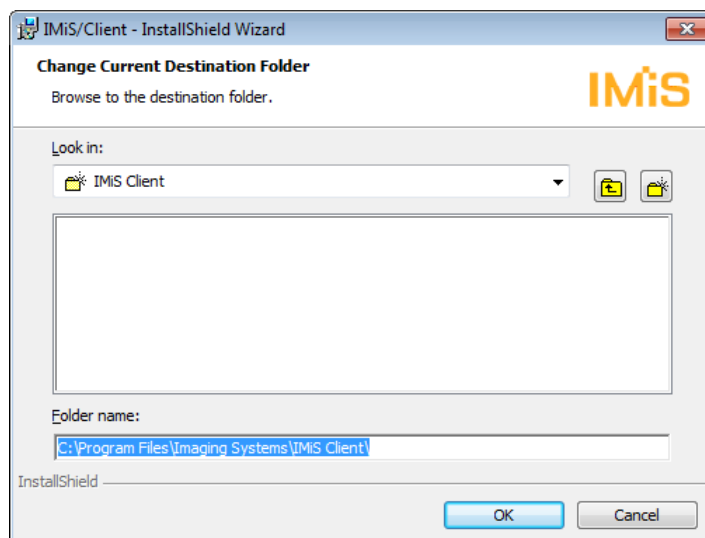 IMiS/Client - InstallShield Wizard
Change Current Destination Folder
Browse to the destination folder.
IMiS
Look in:
IMiS Client
Folder name:
C:\Program Files\Imaging Systems\IMiS Client\
InstallShield
OK
Cancel